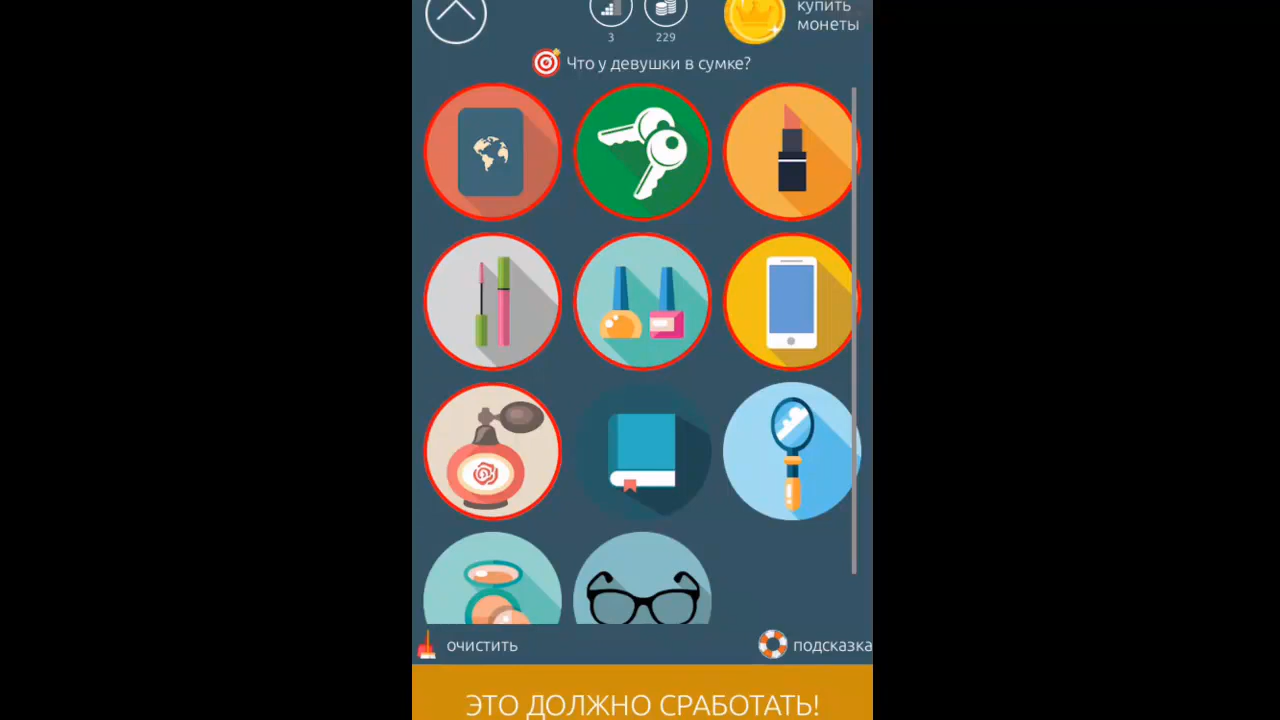 купить
монеты
3
229
Что у девушки в сумке?
очистить
подсказка
ЭТО ДОЛЖНО СРАБОТАТЬ!